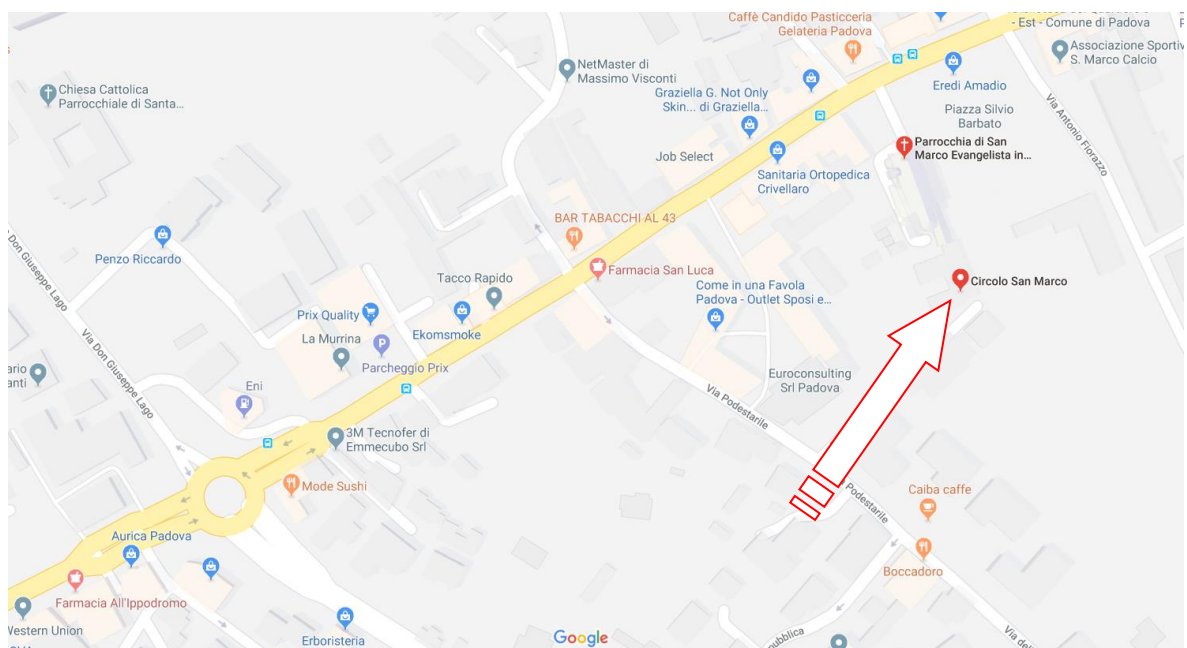 Caffè Candido Pasticceria
Gelateria Padova
- Est - Comune di Padova
Associazione Sportiv
S. Marco Calcio
NetMaster di
Massimo Visconti
Chiesa Cattolica
Parrocchiale di Santa...
Graziella G. Not Only
Skin... di Graziella...
Eredi Amadio
Piazza Silvio
Barbato
Via Antonio Fiorazzo
Parrocchia di San
Marco Evangelista in...
Job Select
Sanitaria Ortopedica
Crivellaro
BAR TABACCHI AL 43
Don Giuseppe Lago
Penzo Riccardo
Farmacia San Luca
Tacco Rapido
Circolo San Marco
Come in una Favola
Padova - Outlet Sposi e...
Prix Quality
Ekomsmoke
La Murrina
P
Parcheggio Prix
Via Don Giuseppe Lago
ario
anti
Eni
Euroconsulting
Srl Padova
Via Podestarile
3M Tecnofer di
Emmecubo Srl
Mode Sushi
Podestarile
Caiba caffe
Aurica Padova
Boccadoro
Farmacia All'Ippodromo
Western Union
Erboristeria
Google
pubblica
Via del